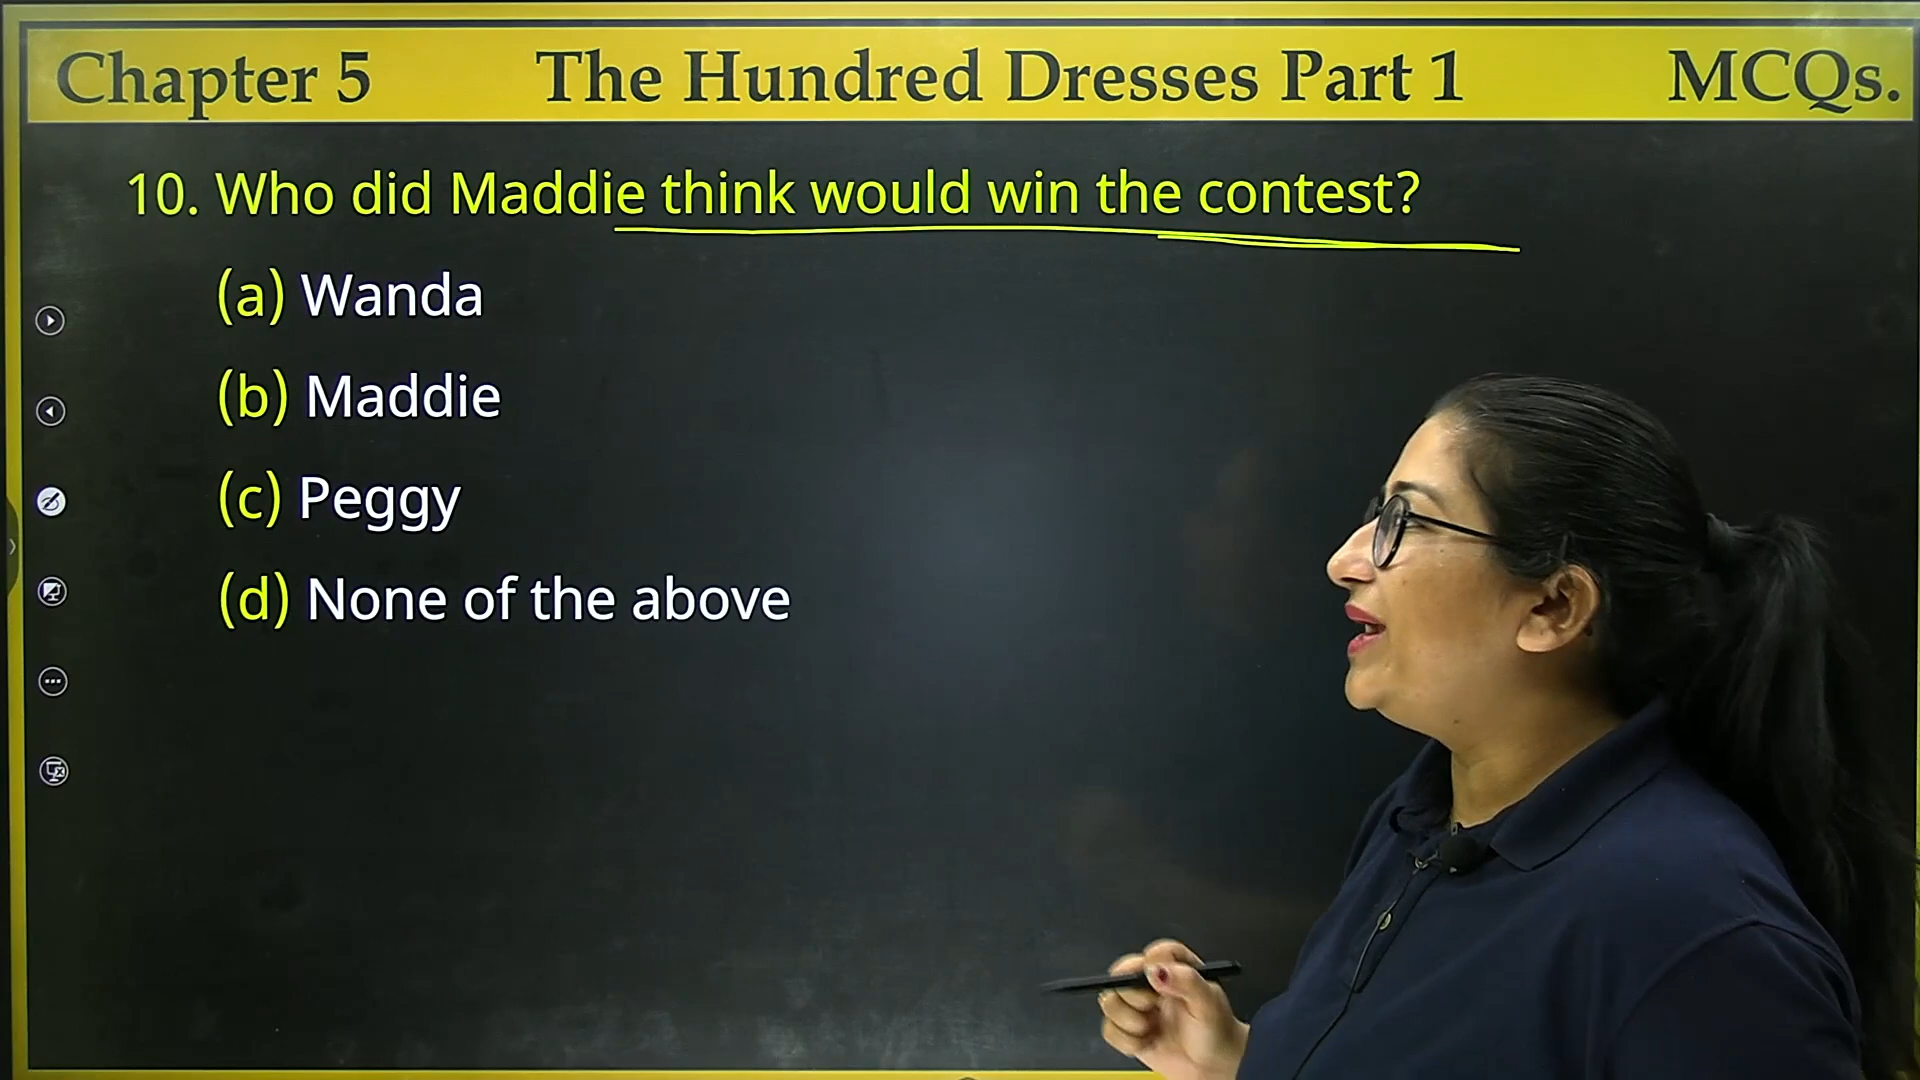 Chapter 5 The Hundred Dresses Part 1 MCQs.
10. Who did Maddie think would win the contest?
(a) Wanda
(b) Maddie
(c) Peggy
(d) None of the above